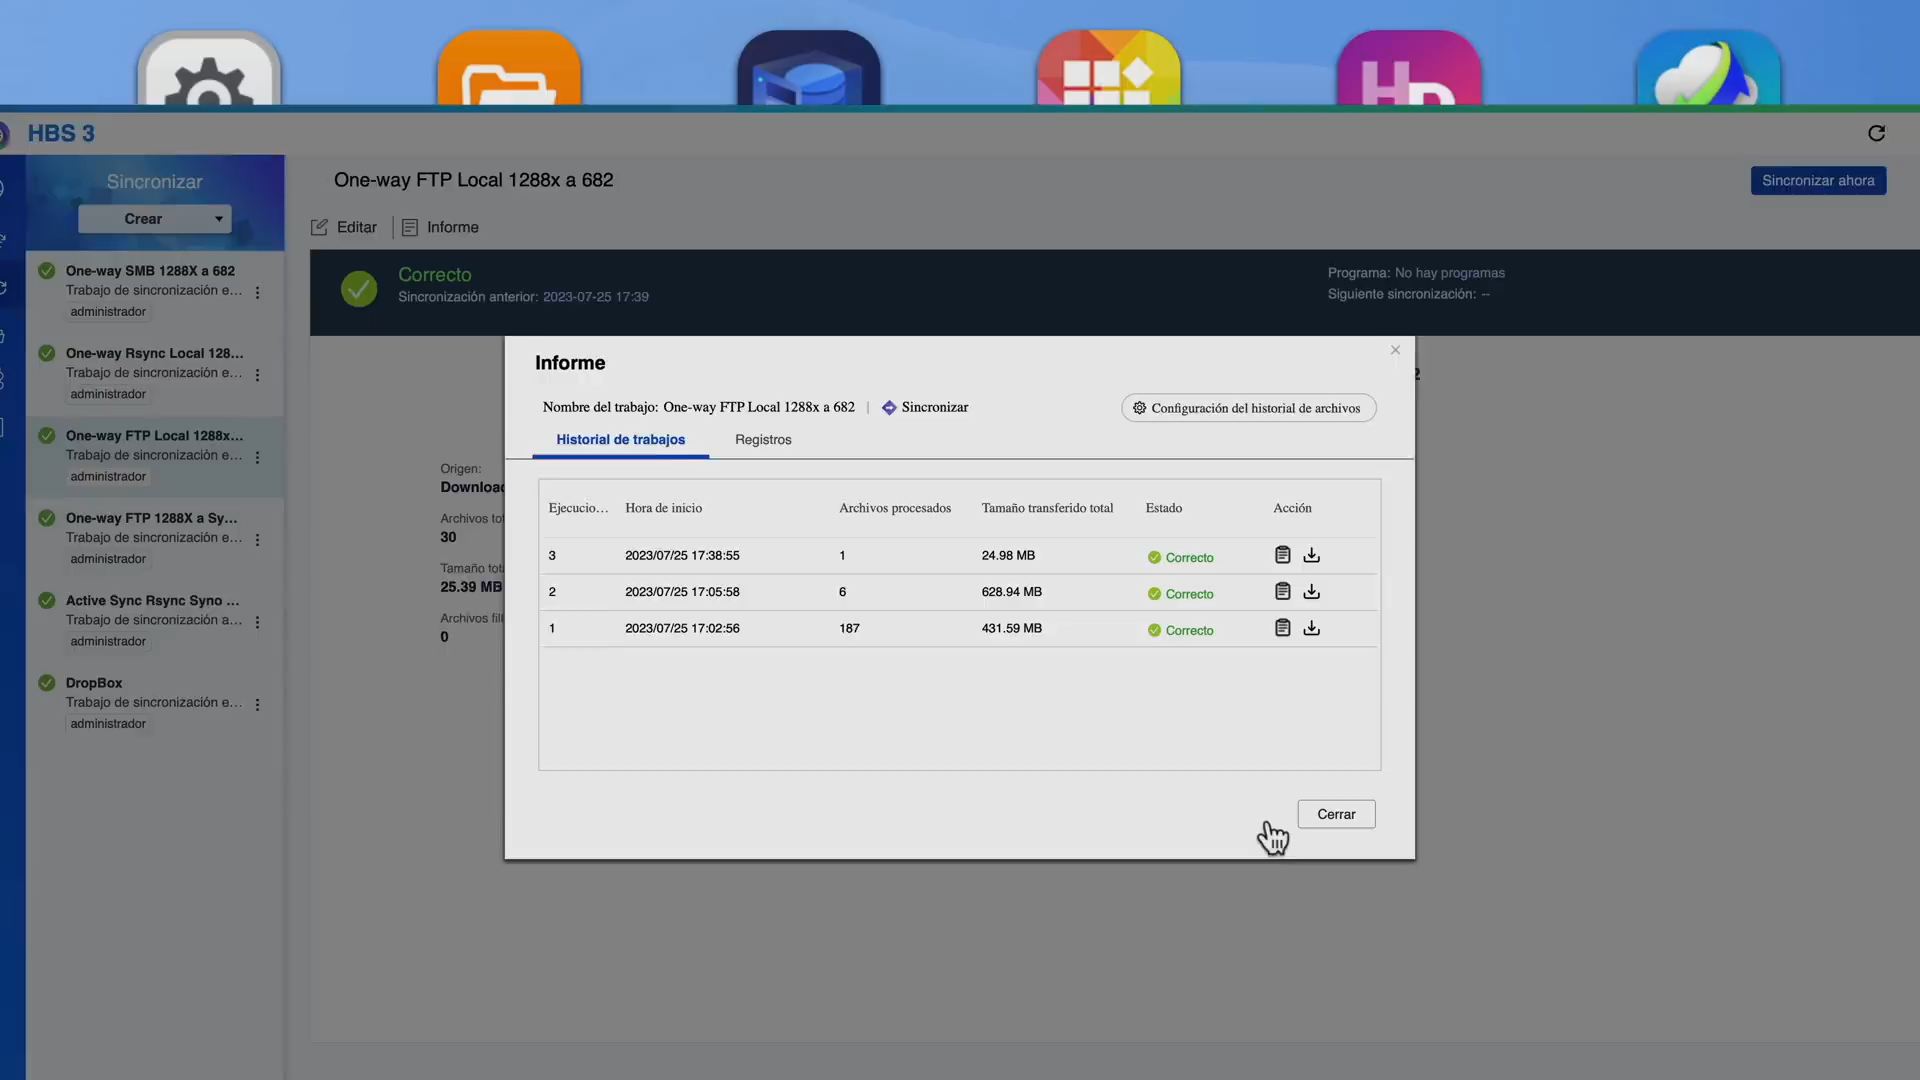 HBS 3
Sincronizar
Crear
One-way SMB 1288X a 682
Trabajo de sincronización e...
administrador
One-way Rsync Local 128...
Trabajo de sincronización e...
administrador
One-way FTP Local 1288x...
Trabajo de sincronización e...
administrador
One-way FTP 1288X a Sy...
Trabajo de sincronización e...
administrador
Active Sync Rsync Syno ...
Trabajo de sincronización a...
administrador
DropBox
Trabajo de sincronización e...
administrador
One-way FTP Local 1288x a 682
Sincronizar ahora
Editar
Informe
Correcto
Sincronización anterior: 2023-07-25 17:39
Programa: No hay programas
Siguiente sincronización: --
Origen:
Archivos
30
25.39 MB
Archivos
0
Informe
Nombre del trabajo: One-way FTP Local 1288x a 682 | Sincronizar
Configuración del historial de archivos
Historial de trabajos
Registros
Ejecucio... Hora de inicio Archivos procesados Tamaño transferido total Estado Acción
3 2023/07/25 17:38:55 1 24.98 MB Correcto
2 2023/07/25 17:05:58 6 628.94 MB Correcto
1 2023/07/25 17:02:56 187 431.59 MB Correcto
Cerrar